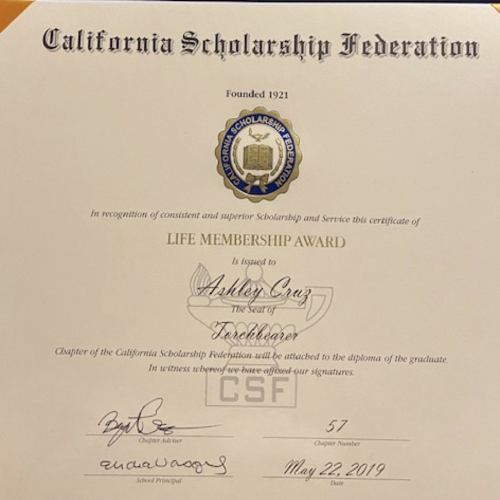 California Scholarship Federation
Founded 1921
CALIFORNIA SCHOLARSHIP FEDERATION
In recognition of consistent and superior Scholarship and Service this certificate of
LIFE MEMBERSHIP AWARD
Is issued to
Ashley Cruz
The Seal of
Torchbearer
Chapter of the California Scholarship Federation will be attached to the diploma of the graduate.
In witness whereof we have affixed our signatures.
CSF
57
Chapter Adviser
Chapter Number
May 22, 2019
School Principal
Date